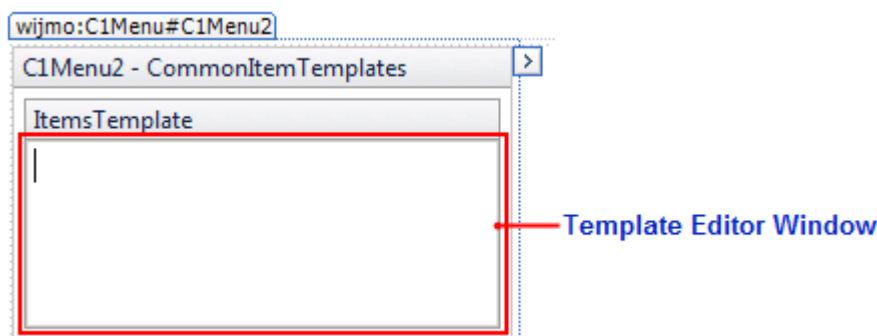 wijmo:C1Menu#C1Menu2
C1Menu2 - CommonItemTemplates
ItemsTemplate
Template Editor Window